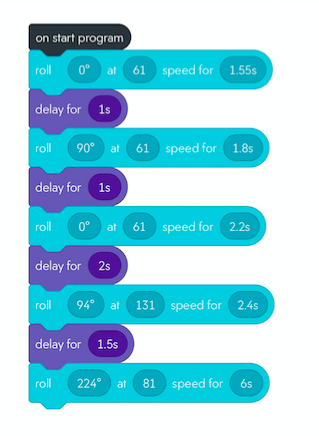 on start program
roll 0° at 61 speed for 1.55s
delay for 1s
roll 90° at 61 speed for 1.8s
delay for 1s
roll 0° at 61 speed for 2.2s
delay for 2s
roll 94° at 131 speed for 2.4s
delay for 1.5s
roll 224° at 81 speed for 6s